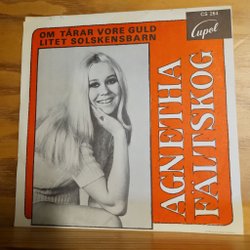 OM TÅRAR VORE GULD
LITET SOLSKENSBARN
CS 264
Cupol
AGNETHA
FÄLTSKOG